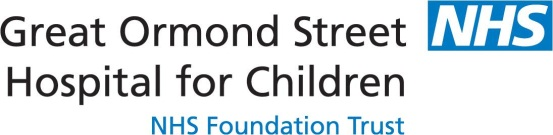 Great Ormond Street NHS
Hospital for Children
NHS Foundation Trust